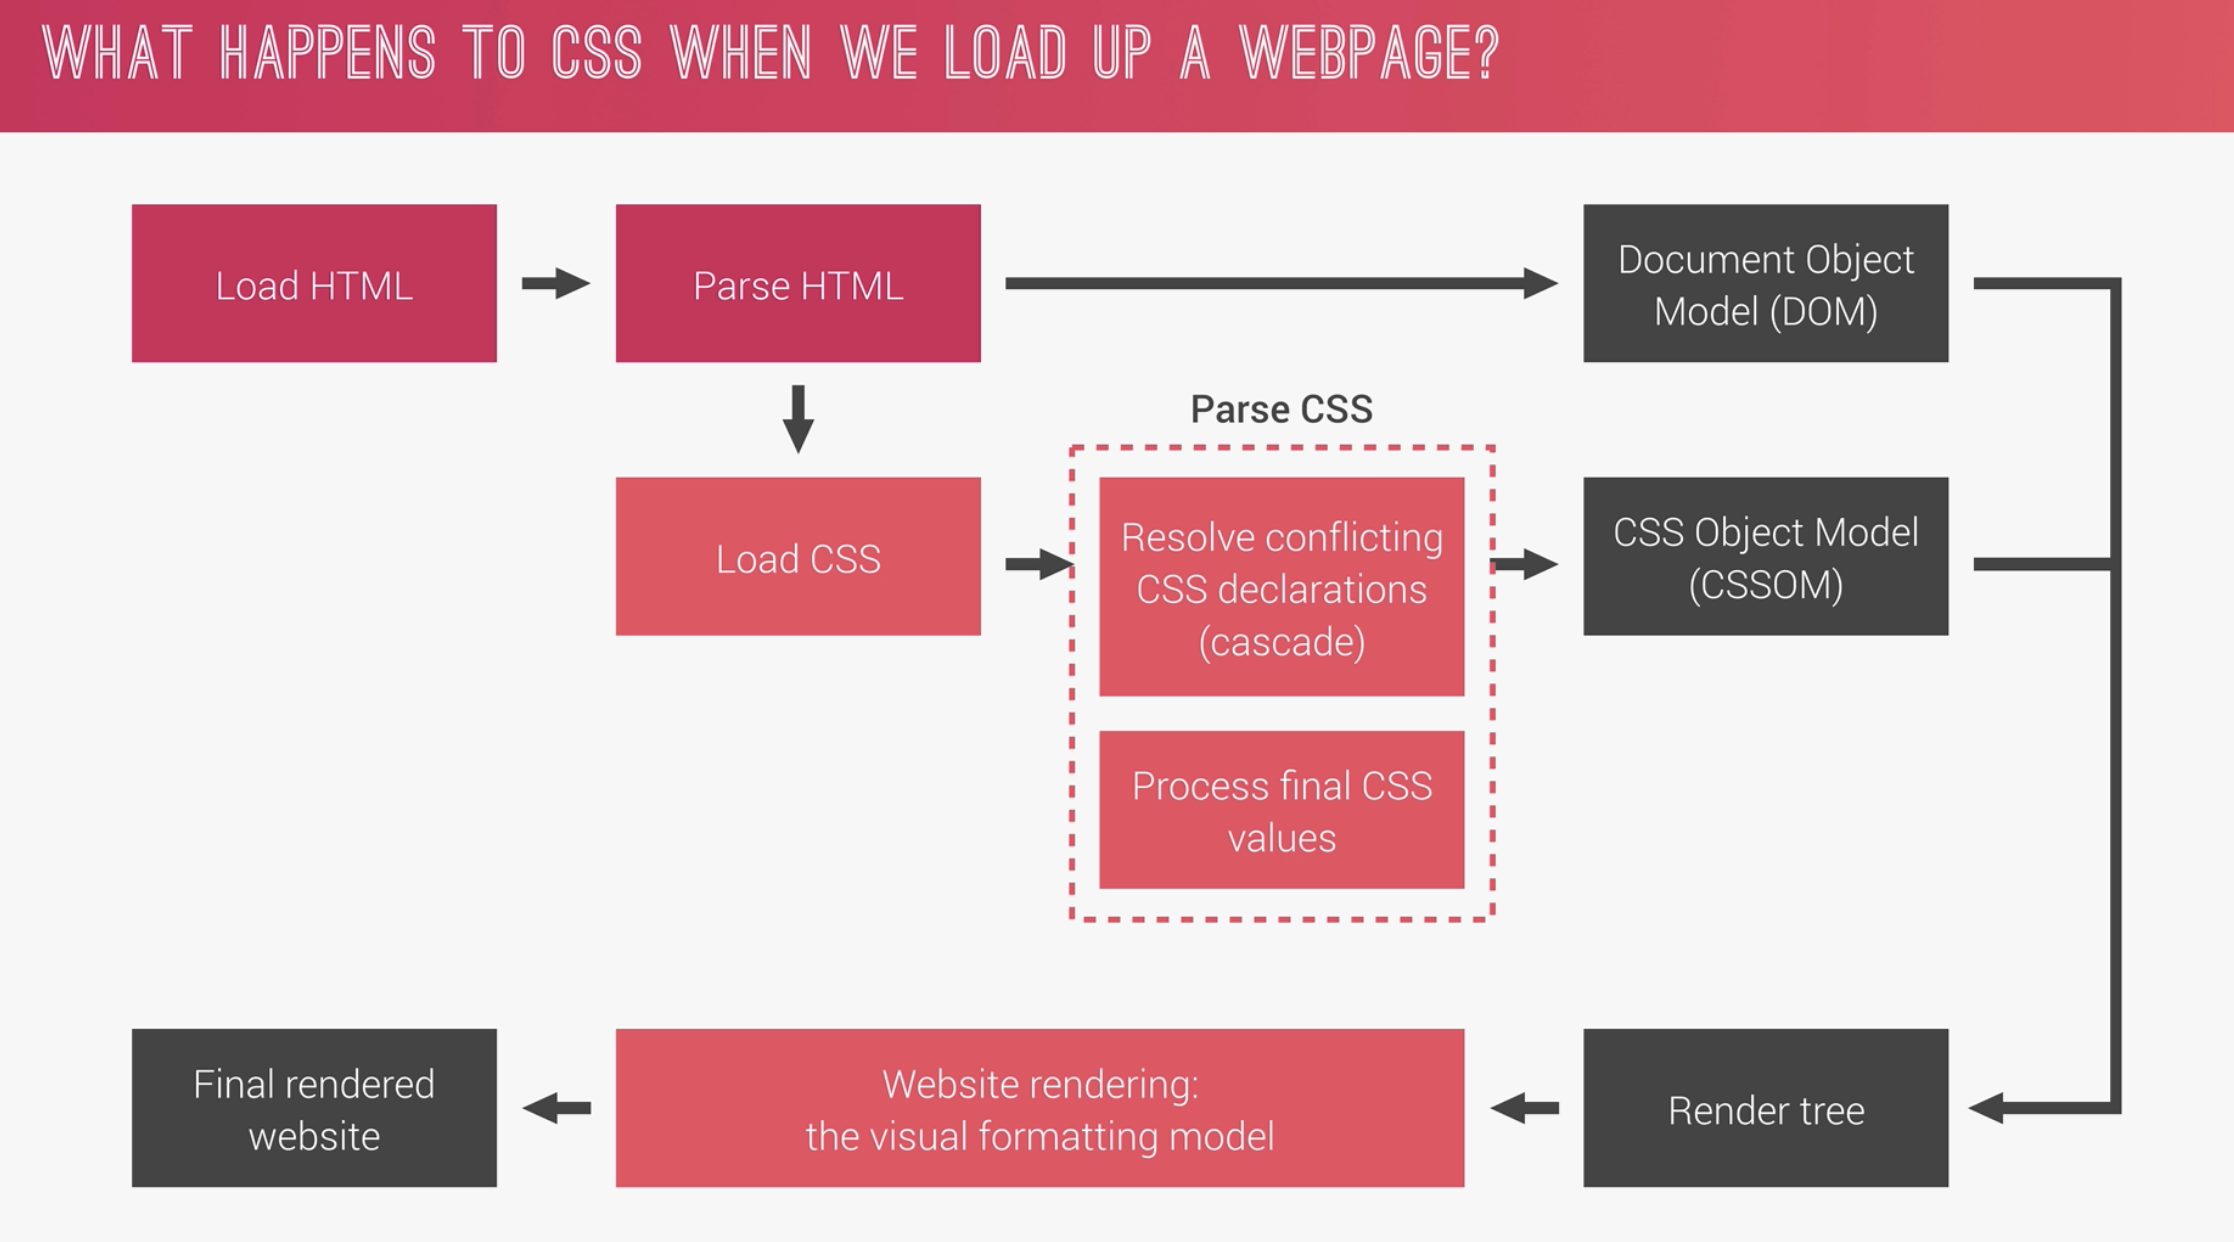 WHAT HAPPENS TO CSS WHEN WE LOAD UP A WEBPAGE?
Load HTML
Parse HTML
Document Object
Model (DOM)
Parse CSS
Load CSS
Resolve conflicting
CSS declarations
(cascade)
CSS Object Model
(CSSOM)
Process final CSS
values
Final rendered
website
Website rendering:
the visual formatting model
Render tree